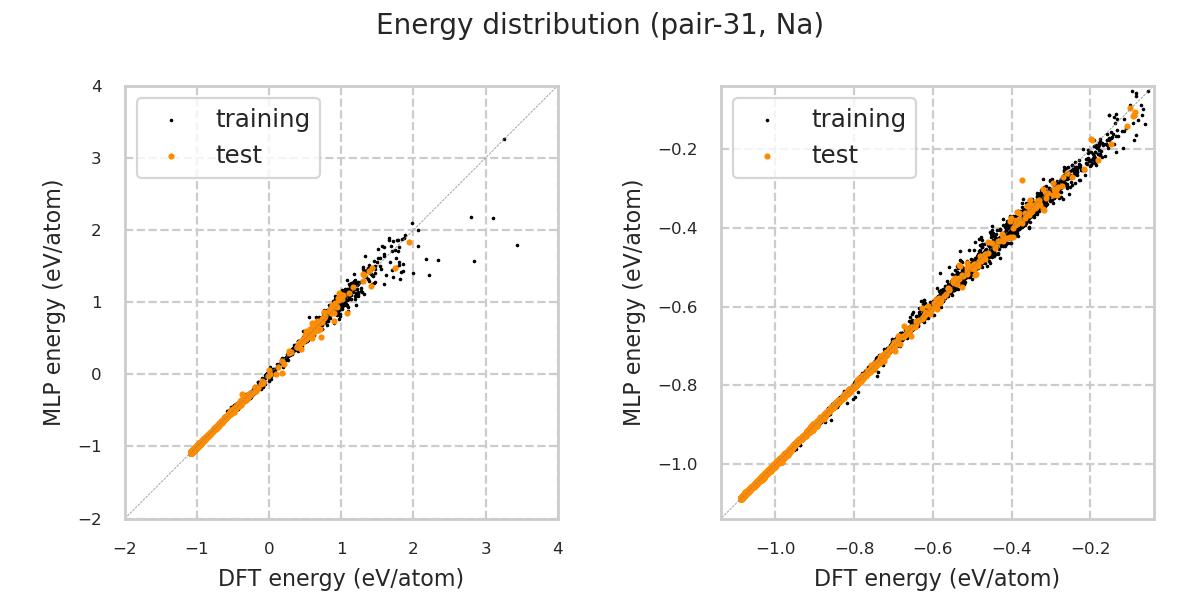 Energy distribution (pair-31, Na)
training
test
MLP energy (eV/atom)
4
3
2
1
0
−1
−2
−2 −1 0 1 2 3 4
DFT energy (eV/atom)
training
test
MLP energy (eV/atom)
−0.2
−0.4
−0.6
−0.8
−1.0
−1.0 −0.8 −0.6 −0.4 −0.2
DFT energy (eV/atom)